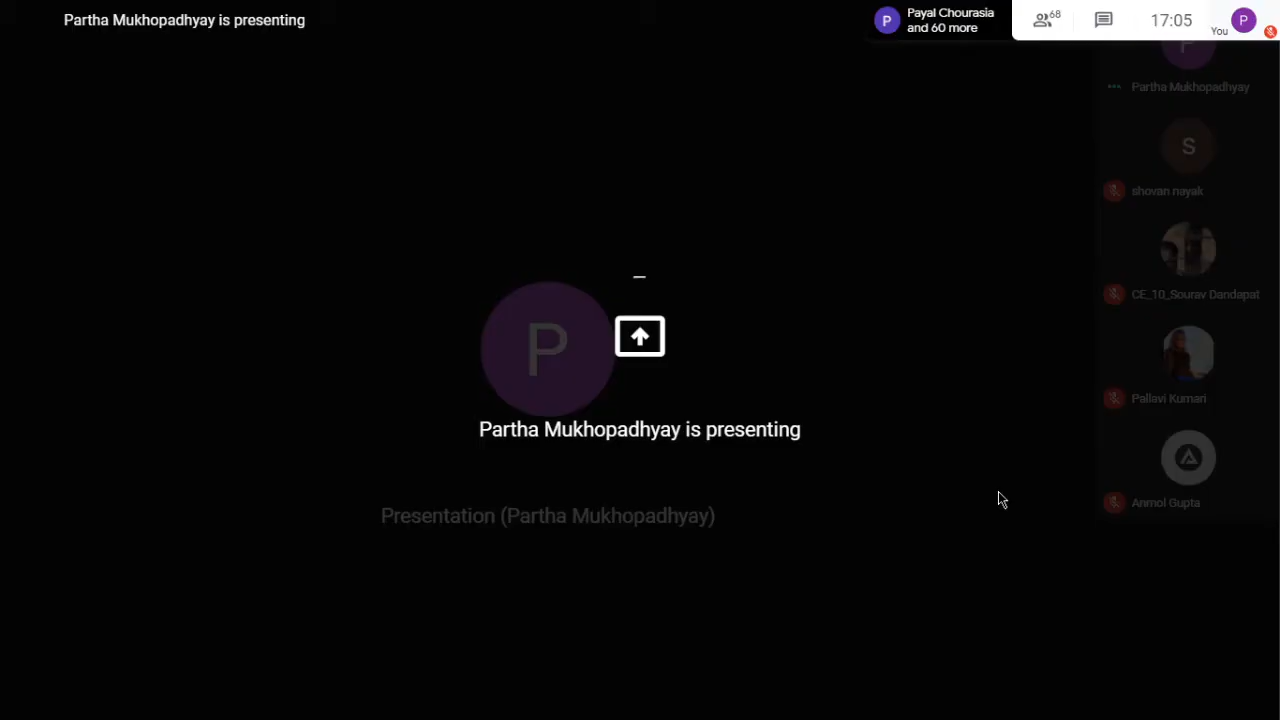 Partha Mukhopadhyay is presenting
P
Payal Chourasia
and 60 more
68
17:05
You
P
P
Partha Mukhopadhyay
S
shovan nayak
CE_10_Sourav Dandapat
Pallavi Kumari
Anmol Gupta
P
Partha Mukhopadhyay is presenting
Presentation (Partha Mukhopadhyay)